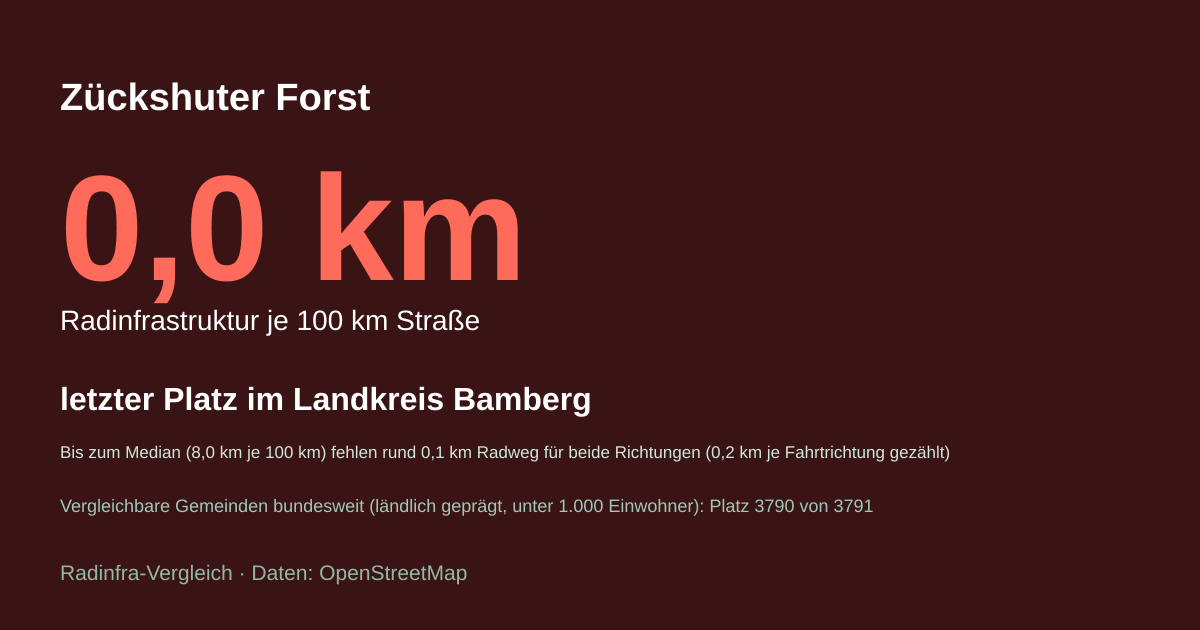 Zückshuter Forst
0,0 km
Radinfrastruktur je 100 km Straße
letzter Platz im Landkreis Bamberg
Bis zum Median (8,0 km je 100 km) fehlen rund 0,1 km Radweg für beide Richtungen (0,2 km je Fahrtrichtung gezählt)
Vergleichbare Gemeinden bundesweit (ländlich geprägt, unter 1.000 Einwohner): Platz 3790 von 3791
Radinfra-Vergleich · Daten: OpenStreetMap